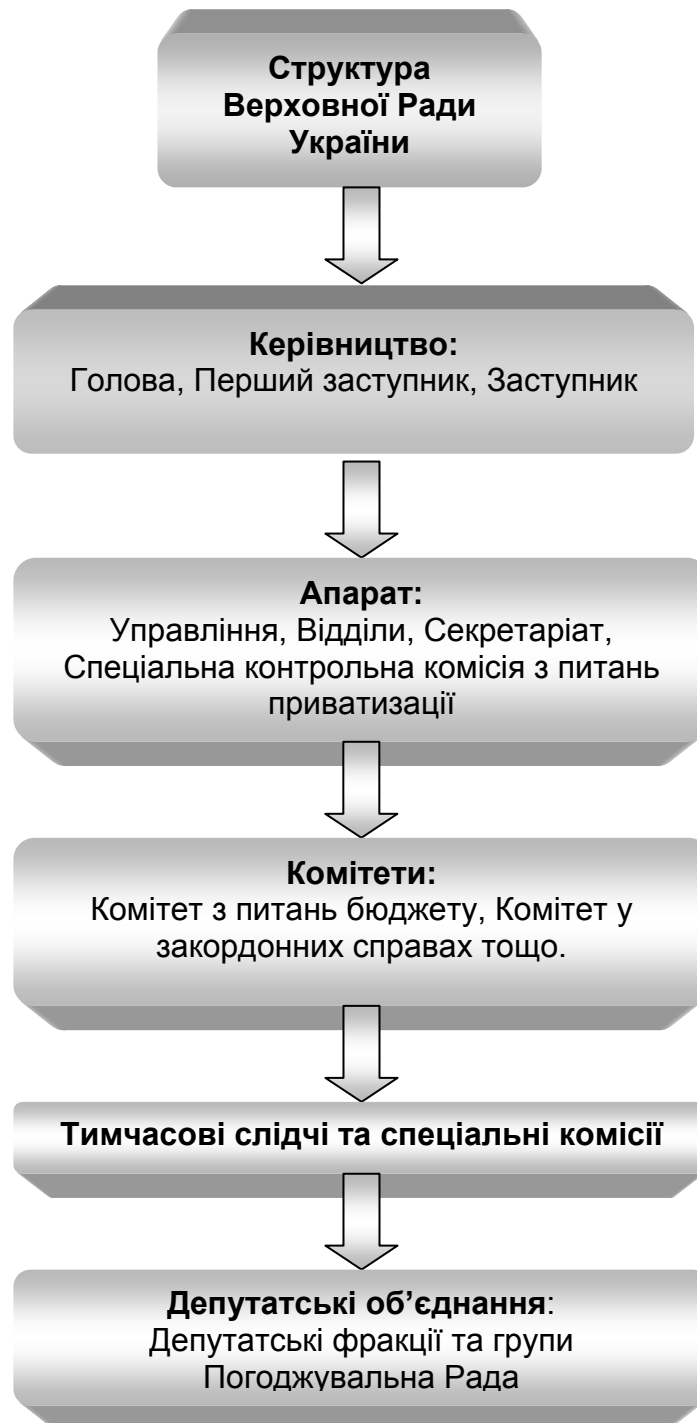 Структура
Верховної Ради
України
Керівництво:
Голова, Перший заступник, Заступник
Апарат:
Управління, Відділи, Секретаріат,
Спеціальна контрольна комісія з питань
приватизації
Комітети:
Комітет з питань бюджету, Комітет у
закордонних справах тощо.
Тимчасові слідчі та спеціальні комісії
Депутатські об’єднання:
Депутатські фракції та групи
Погоджувальна Рада